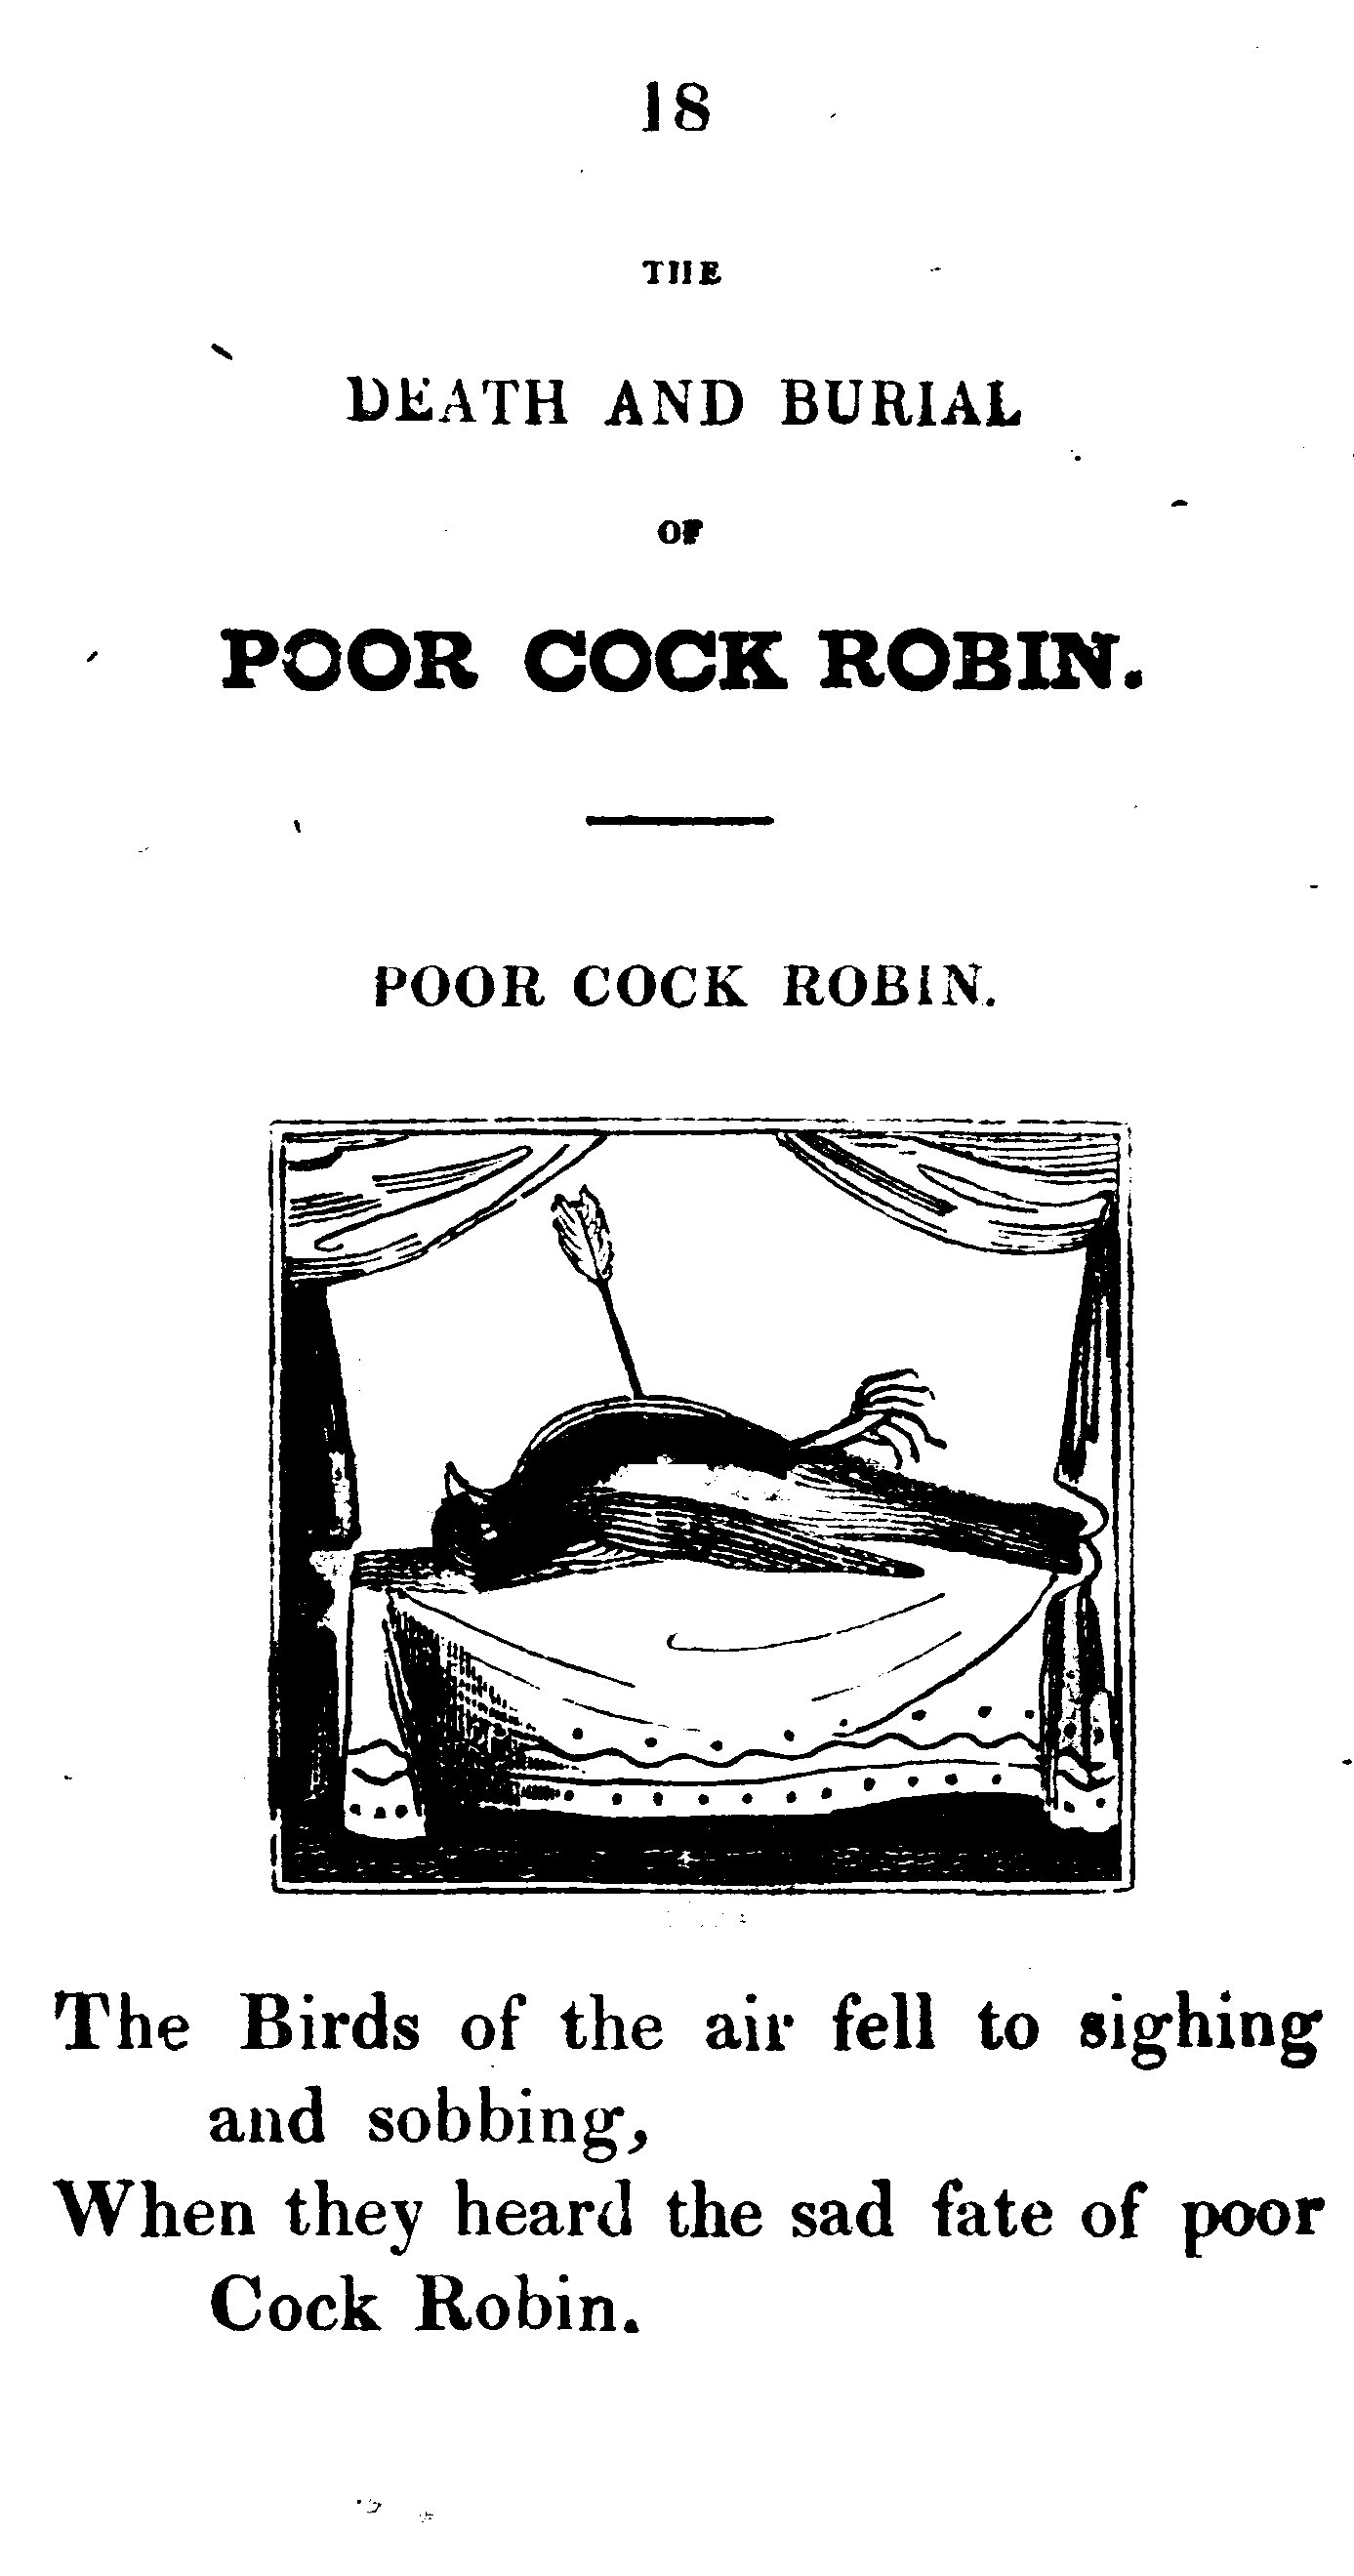 18
THE
DEATH AND BURIAL
OF
POOR COCK ROBIN.
POOR COCK ROBIN.
The Birds of the air fell to sighing
and sobbing,
When they heard the sad fate of poor
Cock Robin.